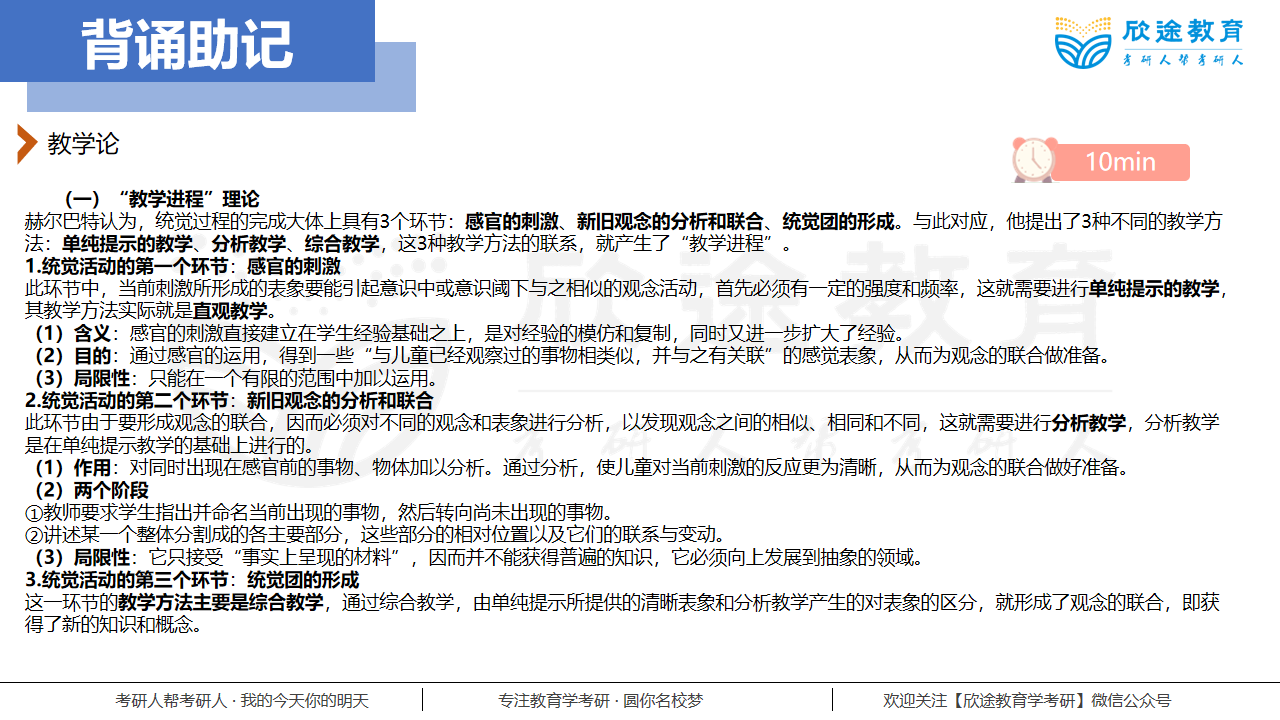 背诵助记
欣途教育
考研人帮考研人
教学论
10min
（一）“教学进程”理论
赫尔巴特认为，统觉过程的完成大体上具有3个环节：感官的刺激、新旧观念的分析和联合、统觉团的形成。与此对应，他提出了3种不同的教学方
法：单纯提示的教学、分析教学、综合教学，这3种教学方法的联系，就产生了“教学进程”。
1.统觉活动的第一个环节：感官的刺激
此环节中，当前刺激所形成的表象要能引起意识中或意识阈下与之相似的观念活动，首先必须有一定的强度和频率，这就需要进行单纯提示的教学，
其教学方法实际就是直观教学。
（1）含义：感官的刺激直接建立在学生经验基础之上，是对经验的模仿和复制，同时又进一步扩大了经验。
（2）目的：通过感官的运用，得到一些“与儿童已经观察过的事物相类似，并与之有关联”的感觉表象，从而为观念的联合做准备。
（3）局限性：只能在一个有限的范围中加以运用。
2.统觉活动的第二个环节：新旧观念的分析和联合
此环节由于要形成观念的联合，因而必须对不同的观念和表象进行分析，以发现观念之间的相似、相同和不同，这就需要进行分析教学，分析教学
是在单纯提示教学的基础上进行的。
（1）作用：对同时出现在感官前的事物、物体加以分析。通过分析，使儿童对当前刺激的反应更为清晰，从而为观念的联合做好准备。
（2）两个阶段
①教师要求学生指出并命名当前出现的事物，然后转向尚未出现的事物。
②讲述某一个整体分割成的各主要部分，这些部分的相对位置以及它们的联系与变动。
（3）局限性：它只接受“事实上呈现的材料”，因而并不能获得普遍的知识，它必须向上发展到抽象的领域。
3.统觉活动的第三个环节：统觉团的形成
这一环节的教学方法主要是综合教学，通过综合教学，由单纯提示所提供的清晰表象和分析教学产生的对表象的区分，就形成了观念的联合，即获
得了新的知识和概念。
欣途教育
考研人帮考研人
考研人帮考研人 · 我的今天你的明天
专注教育学考研 · 圆你名校梦
欢迎关注【欣途教育学考研】微信公众号